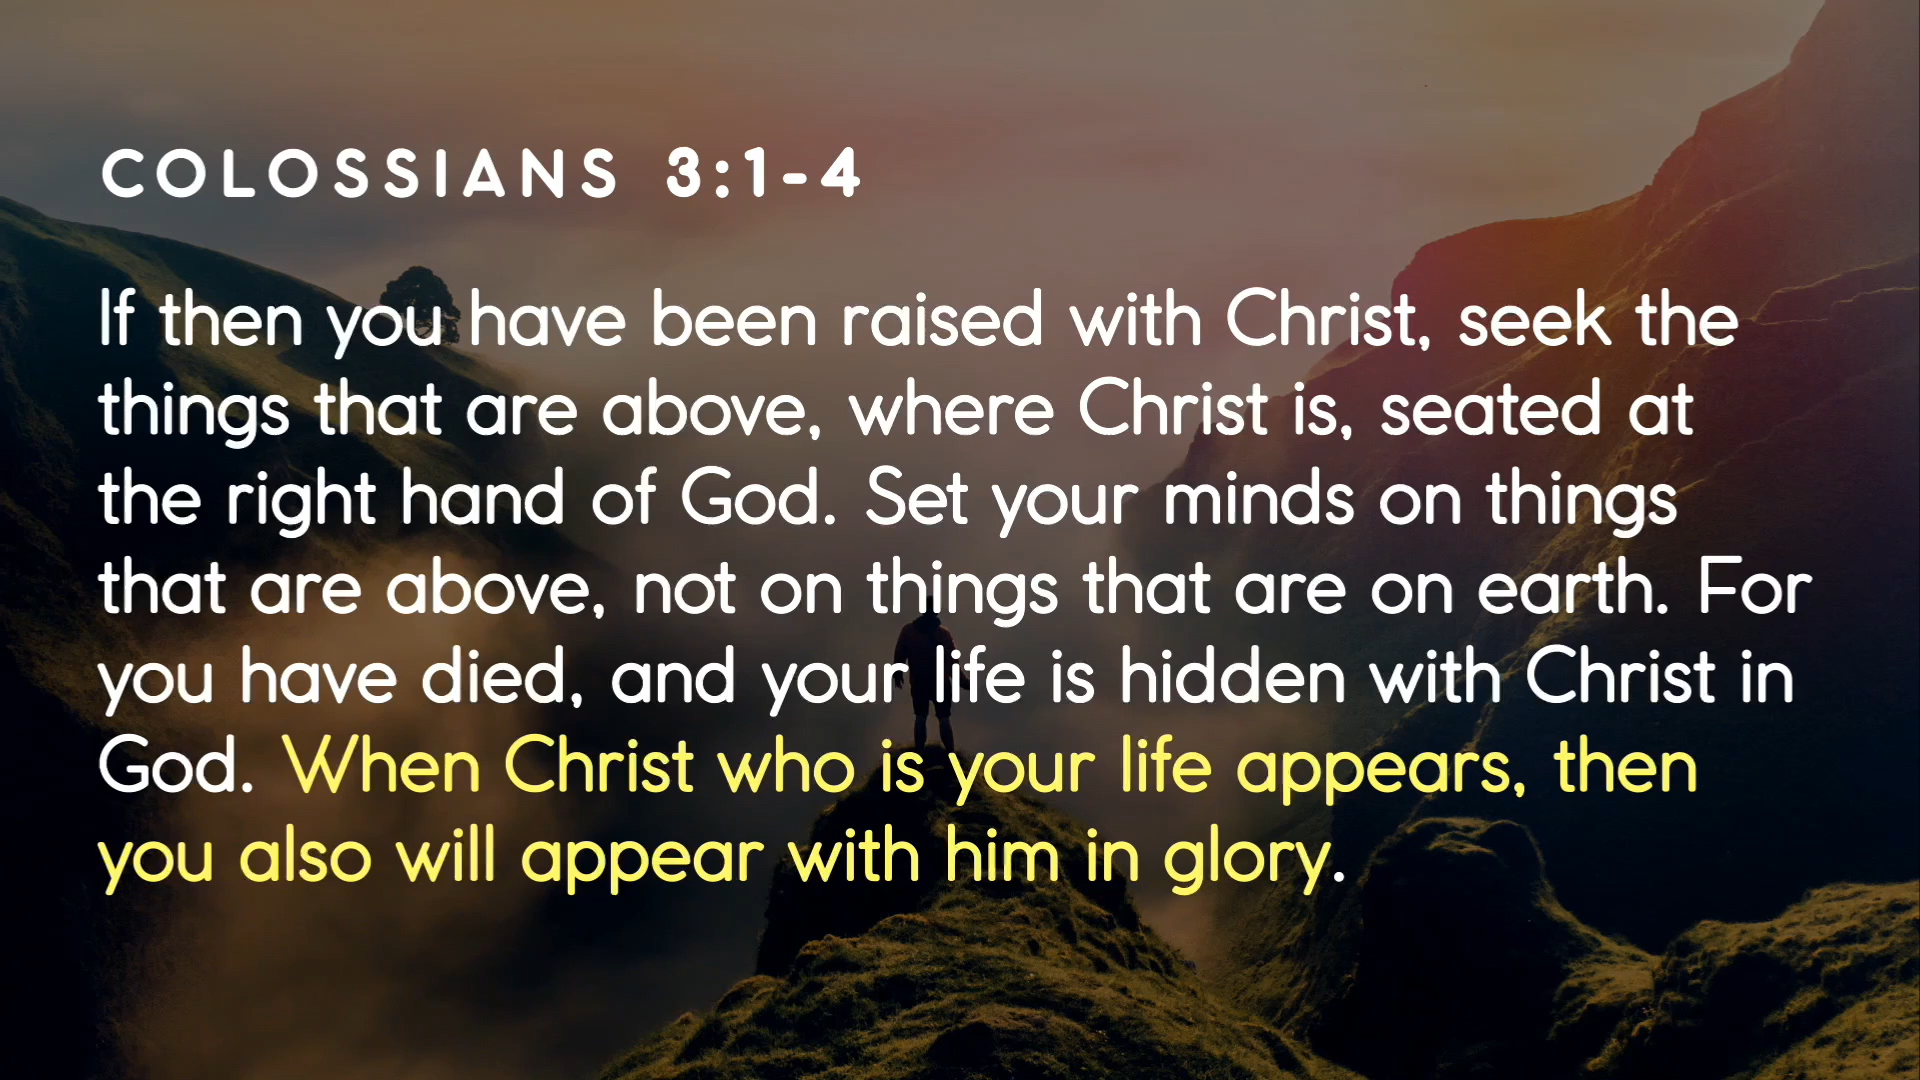 COLOSSIANS 3:1-4
If then you have been raised with Christ, seek the
things that are above, where Christ is, seated at
the right hand of God. Set your minds on things
that are above, not on things that are on earth. For
you have died, and your life is hidden with Christ in
God. When Christ who is your life appears, then
you also will appear with him in glory.